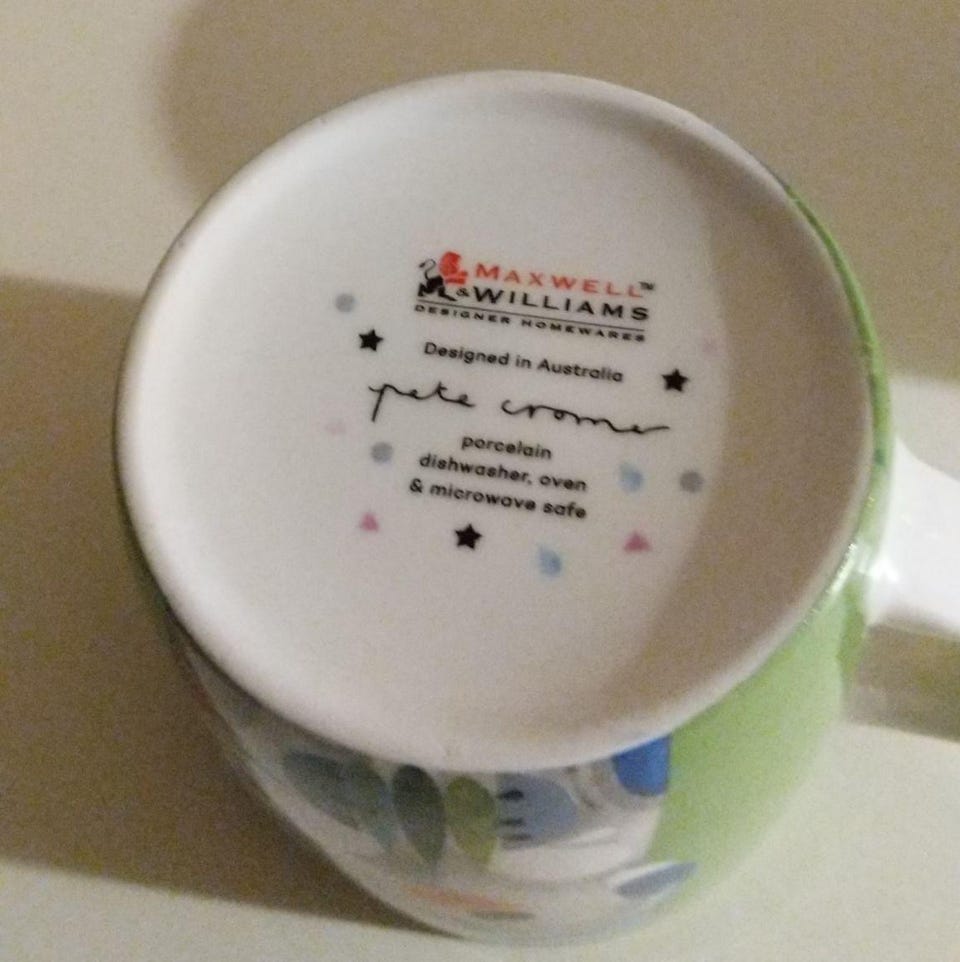 MAXWELL™
& WILLIAMS
DESIGNER HOMEWARES
Designed in Australia
pete cromer
porcelain
dishwasher, oven
& microwave safe